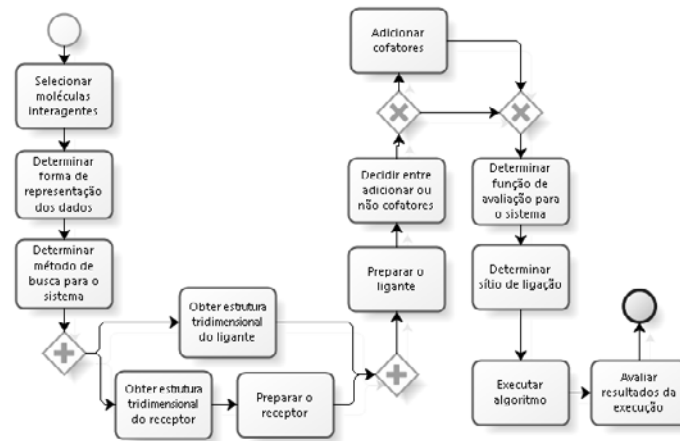 Selecionar
moléculas
interagentes
Determinar
forma de
representação
dos dados
Determinar
método de
busca para o
sistema
Obter estrutura
tridimensional
do ligante
Obter estrutura
tridimensional
do receptor
Preparar o
receptor
Preparar o
ligante
Decidir entre
adicionar ou
não cofatores
Adicionar
cofatores
Determinar
função de
avaliação para
o sistema
Determinar
sítio de ligação
Executar
algoritmo
Avaliar
resultados da
execução